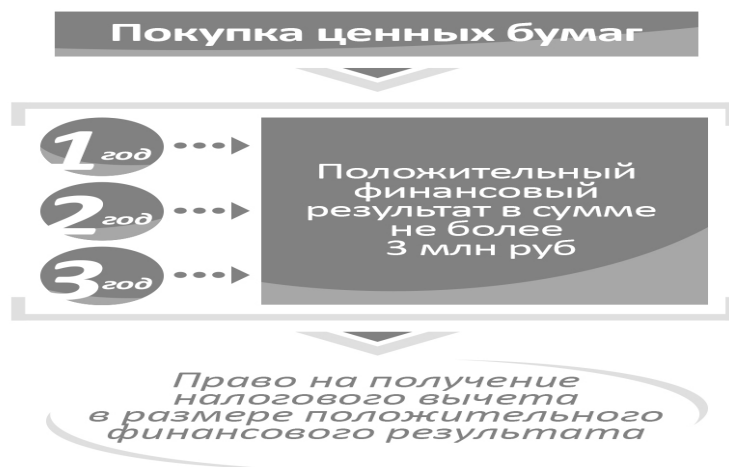 Покупка ценных бумаг
1 год
2 год
3 год
Положительный
финансовый
результат в сумме
не более
3 млн руб
Право на получение
налогового вычета
в размере положительного
финансового результата